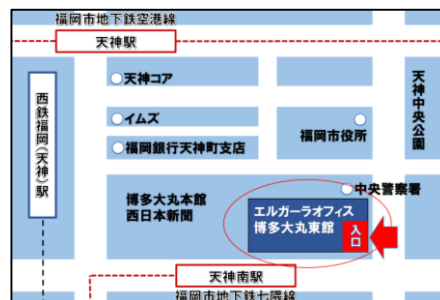 福岡市地下鉄空港線
天神駅
天神コア
イムズ
福岡銀行天神町支店
福岡市役所
天神中央公園
西鉄福岡(天神)駅
中央警察署
博多大丸本館
西日本新聞
エルガーラオフィス
博多大丸東館
入口
天神南駅
福岡市地下鉄七隈線